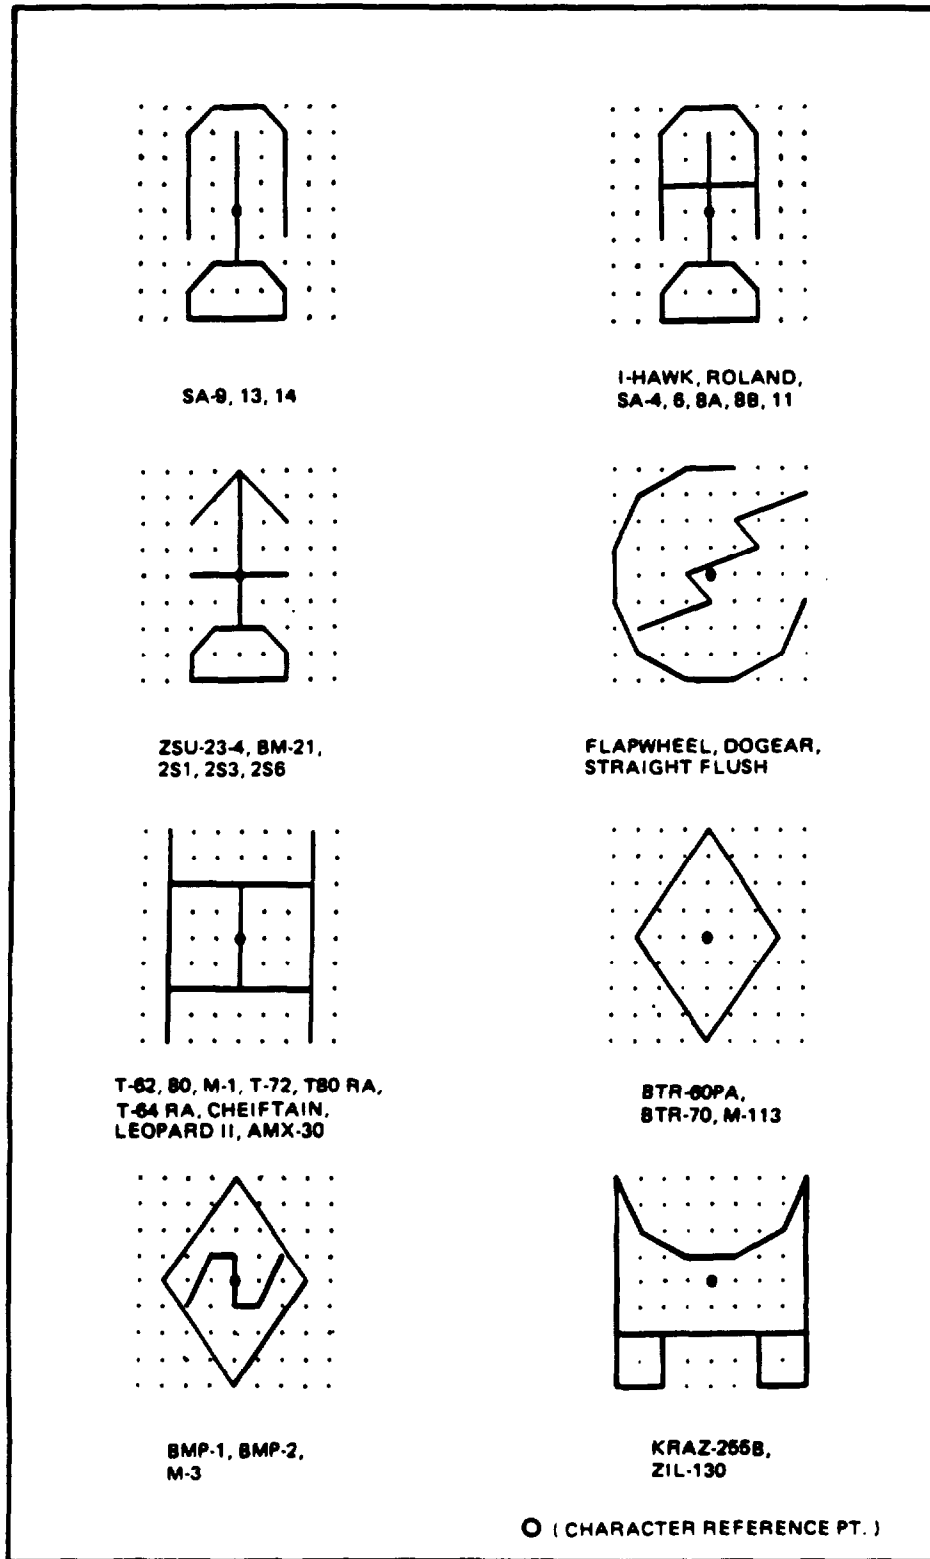 SA-9, 13, 14
I-HAWK, ROLAND,
SA-4, 6, 8A, 8B, 11
ZSU-23-4, BM-21,
2S1, 2S3, 2S6
FLAPWHEEL, DOGEAR,
STRAIGHT FLUSH
T-62, 80, M-1, T-72, T80 RA,
T-64 RA, CHEIFTAIN,
LEOPARD II, AMX-30
BTR-60PA,
BTR-70, M-113
BMP-1, BMP-2,
M-3
KRAZ-255B,
ZIL-130
O (CHARACTER REFERENCE PT.)